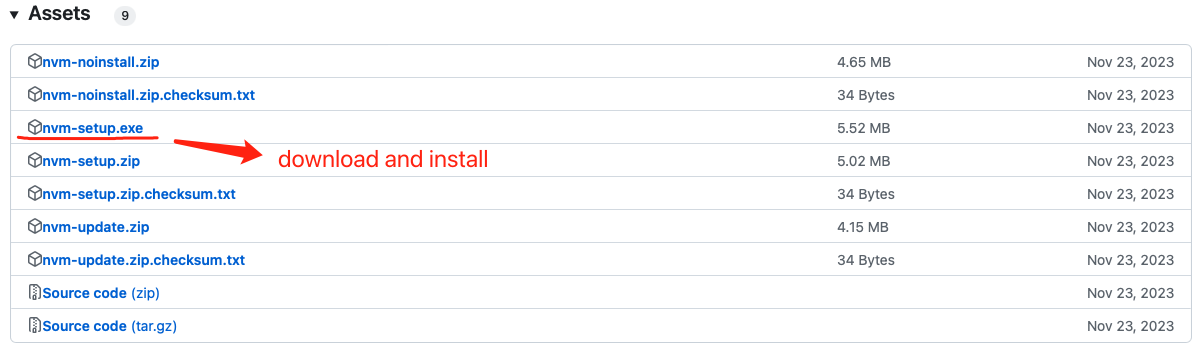 Assets 9
nvm-noinstall.zip 4.65 MB Nov 23, 2023
nvm-noinstall.zip.checksum.txt 34 Bytes Nov 23, 2023
nvm-setup.exe 5.52 MB Nov 23, 2023
download and install
nvm-setup.zip 5.02 MB Nov 23, 2023
nvm-setup.zip.checksum.txt 34 Bytes Nov 23, 2023
nvm-update.zip 4.15 MB Nov 23, 2023
nvm-update.zip.checksum.txt 34 Bytes Nov 23, 2023
Source code (zip) Nov 23, 2023
Source code (tar.gz) Nov 23, 2023